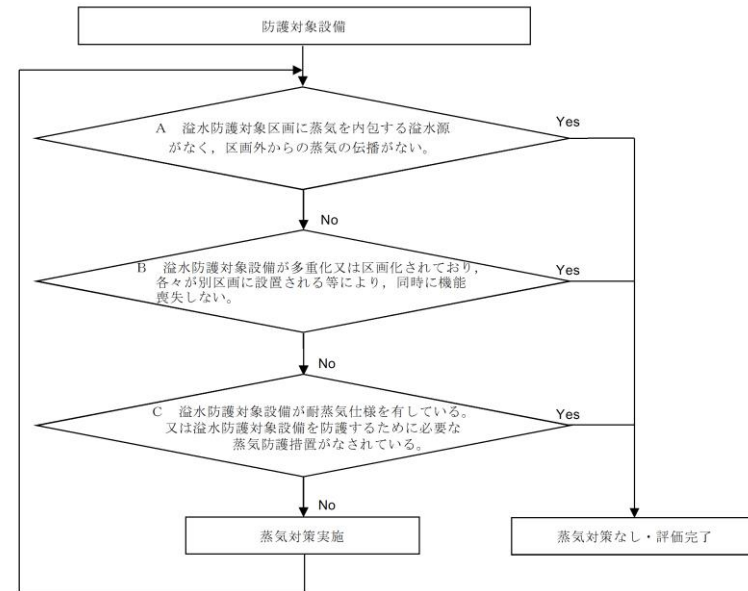 防護対象設備
A 溢水防護対象区画に蒸気を内包する溢水源
がなく，区画外からの蒸気の伝播がない。
Yes
No
B 溢水防護対象設備が多重化又は区画化されており，
各々が別区画に設置される等により，同時に機能
喪失しない。
Yes
No
C 溢水防護対象設備が耐蒸気仕様を有している。
又は溢水防護対象設備を防護するために必要な
蒸気防護措置がなされている。
Yes
No
蒸気対策実施
蒸気対策なし・評価完了